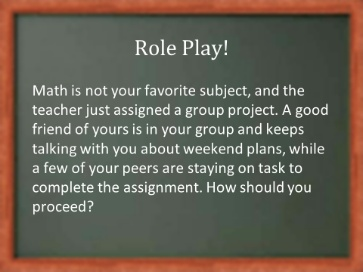 Role Play!
Math is not your favorite subject, and the
teacher just assigned a group project. A good
friend of yours is in your group and keeps
talking with you about weekend plans, while
a few of your peers are staying on task to
complete the assignment. How should you
proceed?